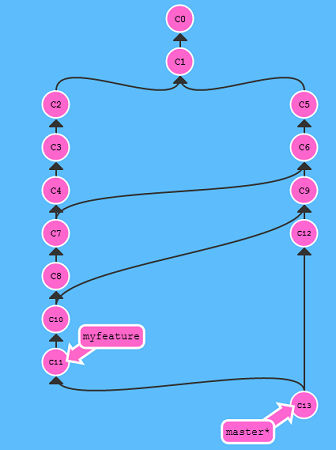 C0
C1
C2 C5
C3 C6
C4 C9
C7 C12
C8
C10
myfeature
C11
C13
master*